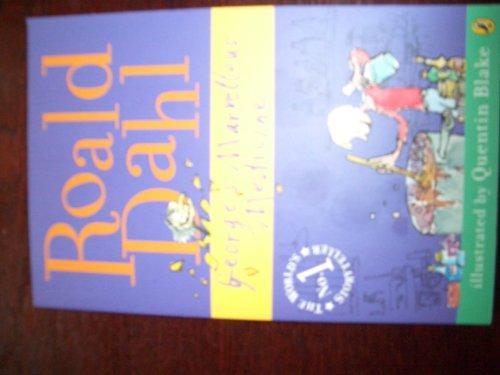 Roald
Dahl
George's Marvellous
Medicine
THE WORLD'S NO 1 STORYTELLER
illustrated by Quentin Blake